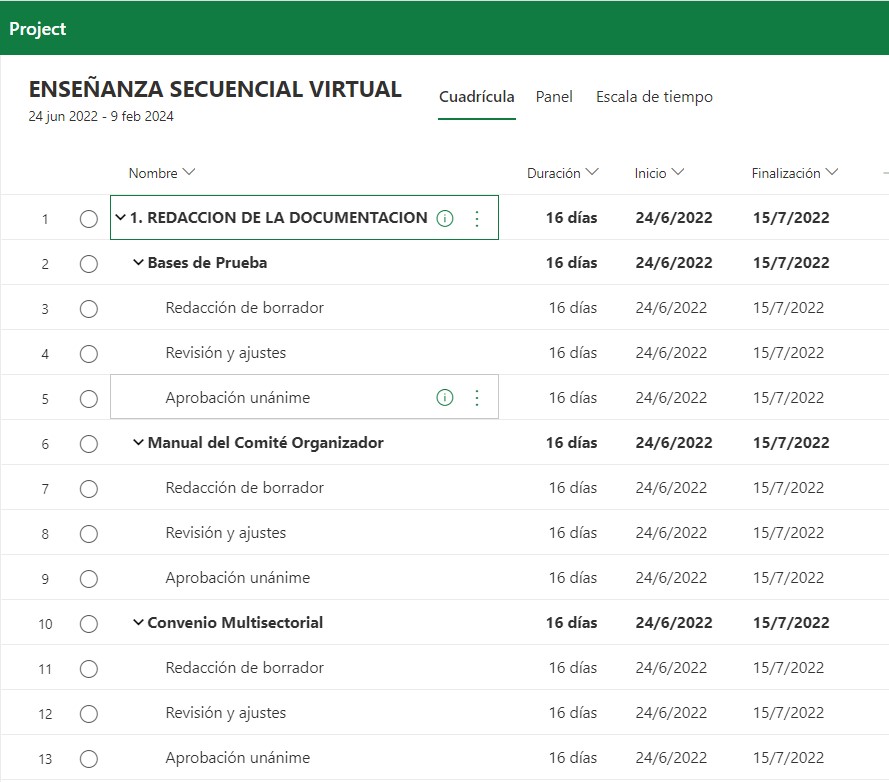 Project
ENSEÑANZA SECUENCIAL VIRTUAL
24 jun 2022 - 9 feb 2024
Cuadrícula Panel Escala de tiempo
Nombre Duración Inicio Finalización
1 1. REDACCION DE LA DOCUMENTACION 16 días 24/6/2022 15/7/2022
2 Bases de Prueba 16 días 24/6/2022 15/7/2022
3 Redacción de borrador 16 días 24/6/2022 15/7/2022
4 Revisión y ajustes 16 días 24/6/2022 15/7/2022
5 Aprobación unánime 16 días 24/6/2022 15/7/2022
6 Manual del Comité Organizador 16 días 24/6/2022 15/7/2022
7 Redacción de borrador 16 días 24/6/2022 15/7/2022
8 Revisión y ajustes 16 días 24/6/2022 15/7/2022
9 Aprobación unánime 16 días 24/6/2022 15/7/2022
10 Convenio Multisectorial 16 días 24/6/2022 15/7/2022
11 Redacción de borrador 16 días 24/6/2022 15/7/2022
12 Revisión y ajustes 16 días 24/6/2022 15/7/2022
13 Aprobación unánime 16 días 24/6/2022 15/7/2022